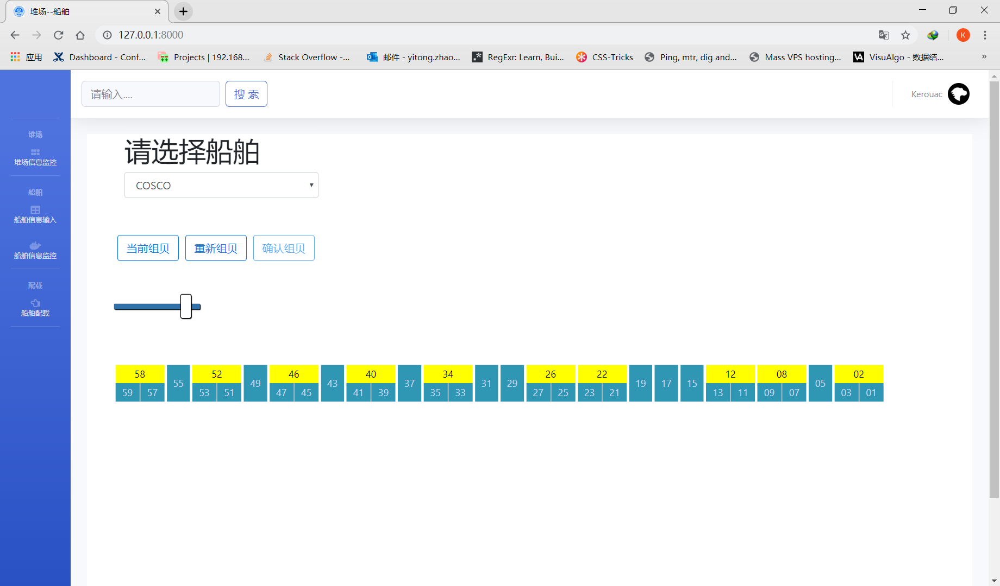 堆场--船舶
127.0.0.1:8000
应用
Dashboard - Conf...
Projects | 192.168...
Stack Overflow -...
邮件 - yitong.zhao...
RegExr: Learn, Bui...
CSS-Tricks
Ping, mtr, dig and...
Mass VPS hosting...
VisuAlgo - 数据结...
»
K
请输入....
搜 索
Kerouac
堆场
堆场信息监控
船舶
船舶信息输入
船舶信息监控
配载
船舶配载
请选择船舶
COSCO
当前组贝
重新组贝
确认组贝
58 52 46 40 34 26 22 12 08 02
55 49 43 37 31 29 19 17 15 05
59 57 53 51 47 45 41 39 35 33 27 25 23 21 13 11 09 07 03 01